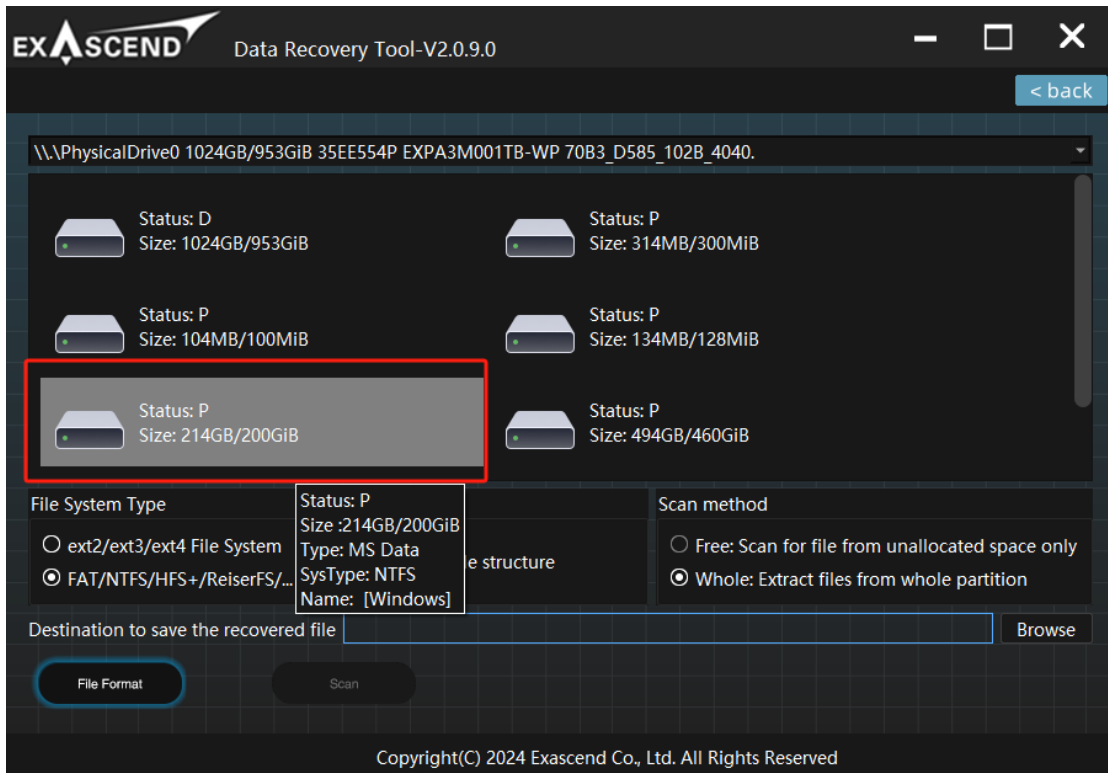 EXASCEND
Data Recovery Tool-V2.0.9.0
< back
\\.\PhysicalDrive0 1024GB/953GiB 35EE554P EXPA3M001TB-WP 70B3_D585_102B_4040.
Status: D
Size: 1024GB/953GiB
Status: P
Size: 314MB/300MiB
Status: P
Size: 104MB/100MiB
Status: P
Size: 134MB/128MiB
Status: P
Size: 214GB/200GiB
Status: P
Size: 494GB/460GiB
File System Type
ext2/ext3/ext4 File System
FAT/NTFS/HFS+/ReiserFS/...
Status: P
Size :214GB/200GiB
Type: MS Data
SysType: NTFS
Name: [Windows]
structure
Scan method
Free: Scan for file from unallocated space only
Whole: Extract files from whole partition
Destination to save the recovered file
Browse
File Format
Scan
Copyright(C) 2024 Exascend Co., Ltd. All Rights Reserved